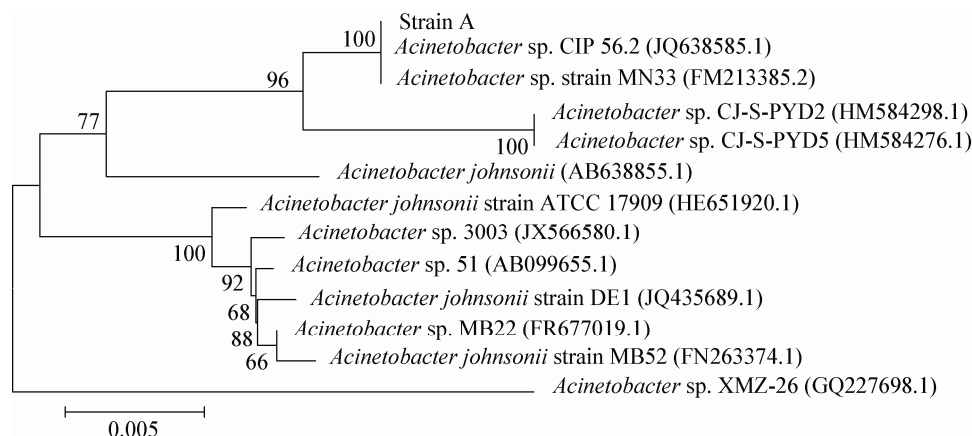 Strain A
100
Acinetobacter sp. CIP 56.2 (JQ638585.1)
Acinetobacter sp. strain MN33 (FM213385.2)
96
Acinetobacter sp. CJ-S-PYD2 (HM584298.1)
77
100
Acinetobacter sp. CJ-S-PYD5 (HM584276.1)
Acinetobacter johnsonii (AB638855.1)
Acinetobacter johnsonii strain ATCC 17909 (HE651920.1)
Acinetobacter sp. 3003 (JX566580.1)
100
Acinetobacter sp. 51 (AB099655.1)
92
Acinetobacter johnsonii strain DE1 (JQ435689.1)
68
Acinetobacter sp. MB22 (FR677019.1)
88
Acinetobacter johnsonii strain MB52 (FN263374.1)
66
Acinetobacter sp. XMZ-26 (GQ227698.1)
0.005